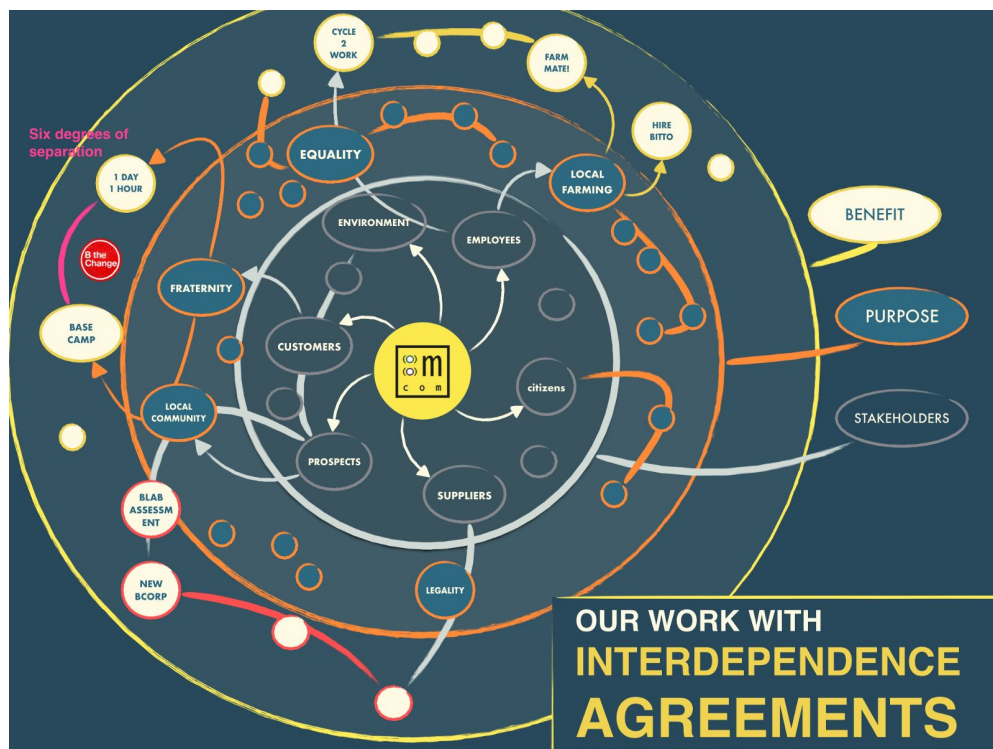 CYCLE
2
WORK
FARM
MATE!
HIRE
BITTO
Six degrees of
separation
1 DAY
1 HOUR
EQUALITY
LOCAL
FARMING
ENVIRONMENT
EMPLOYEES
BENEFIT
B the
Change
FRATERNITY
BASE
CAMP
CUSTOMERS
m
com
citizens
PURPOSE
LOCAL
COMMUNITY
STAKEHOLDERS
PROSPECTS
SUPPLIERS
BLAB
ASSESSM
ENT
NEW
BCORP
LEGALITY
OUR WORK WITH
INTERDEPENDENCE
AGREEMENTS